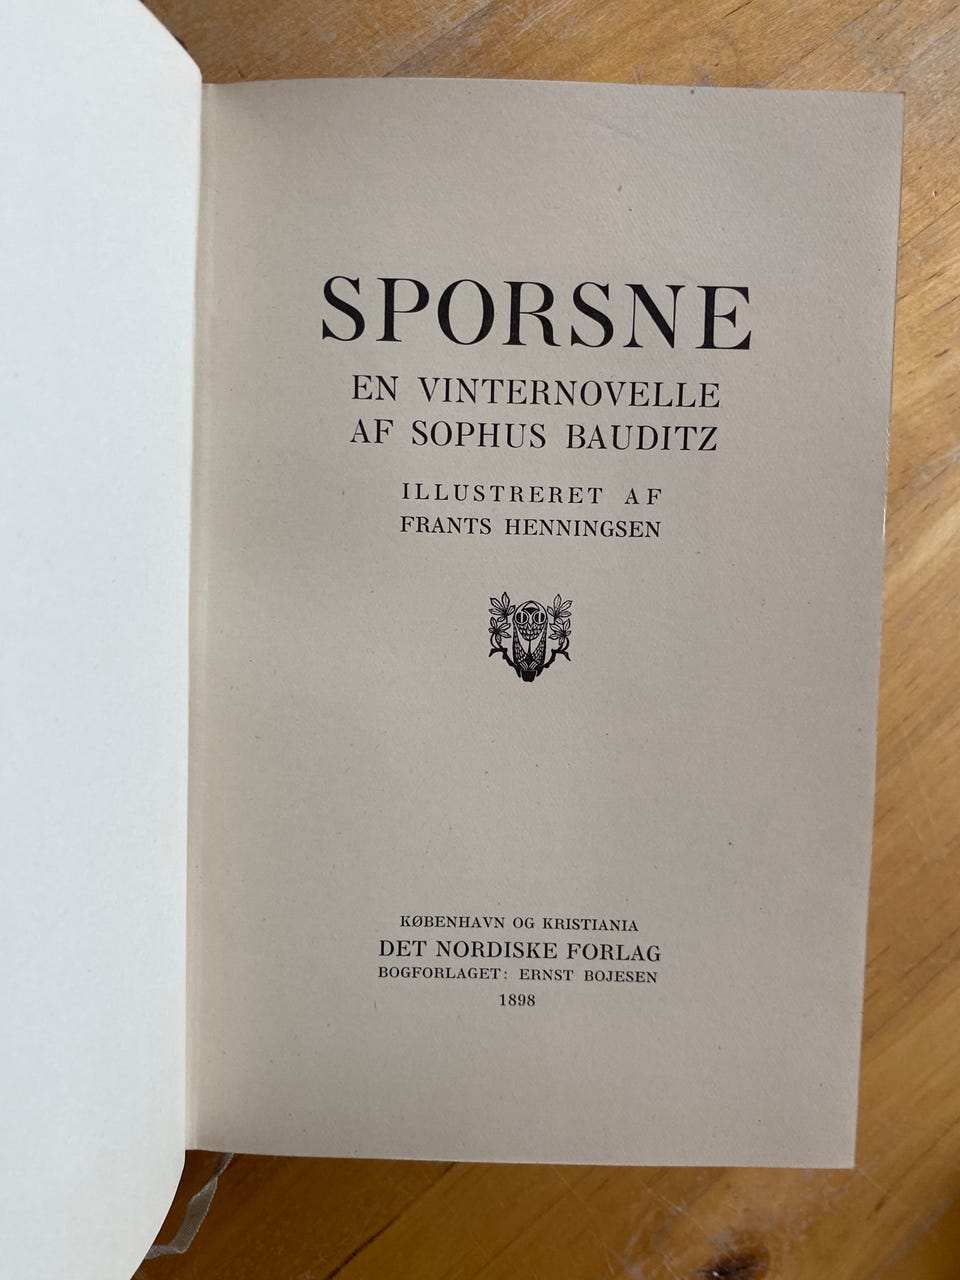 SPORSNE
EN VINTERNOVELLE
AF SOPHUS BAUDITZ
ILLUSTRERET AF
FRANTS HENNINGSEN
KØBENHAVN OG KRISTIANIA
DET NORDISKE FORLAG
BOGFORLAGET: ERNST BOJESEN
1898